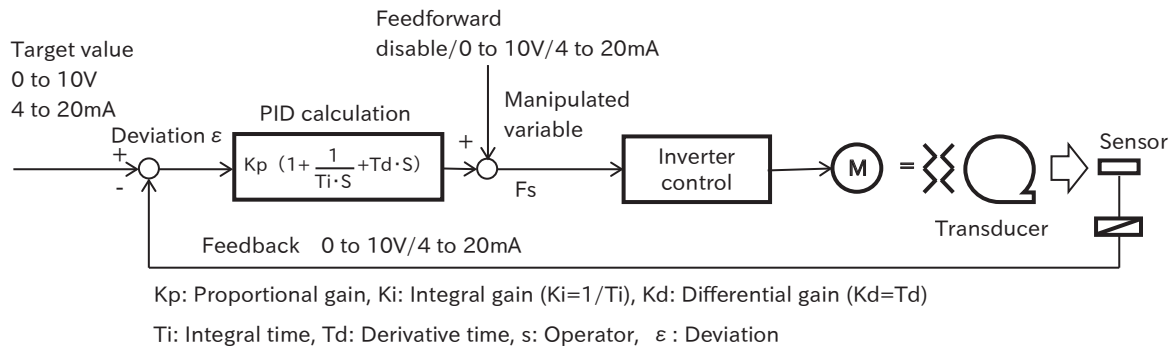 Feedforward
disable/0 to 10V/4 to 20mA
Target value
0 to 10V
4 to 20mA
PID calculation
Manipulated
variable
Deviation ε
+
-
Kp (1+ 1/Ti·S +Td·S)
+
Fs
Inverter
control
M
=
Sensor
Transducer
Feedback 0 to 10V/4 to 20mA
Kp: Proportional gain, Ki: Integral gain (Ki=1/Ti), Kd: Differential gain (Kd=Td)
Ti: Integral time, Td: Derivative time, s: Operator, ε : Deviation